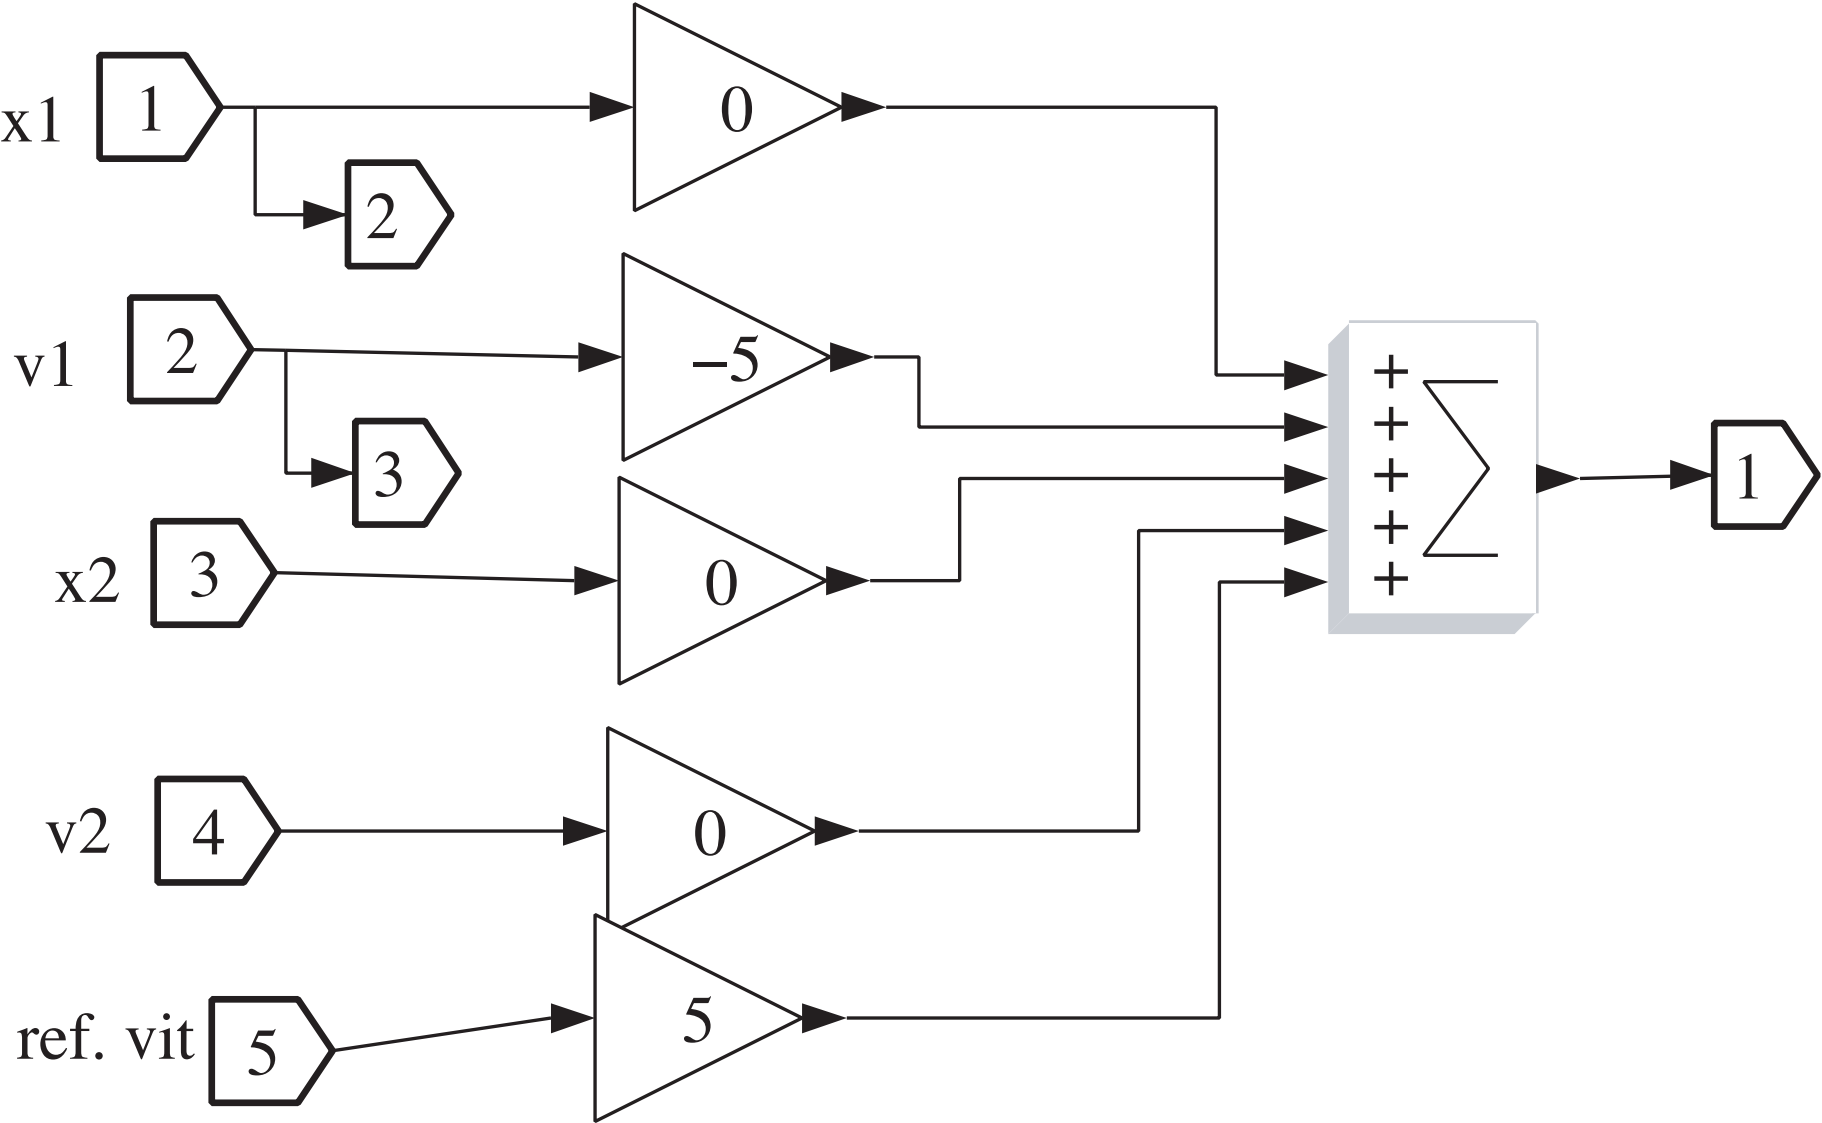 x1 1 0
2
v1 2 –5
3
x2 3 0
v2 4 0
ref. vit 5 5
+
+
+ Σ 1
+
+